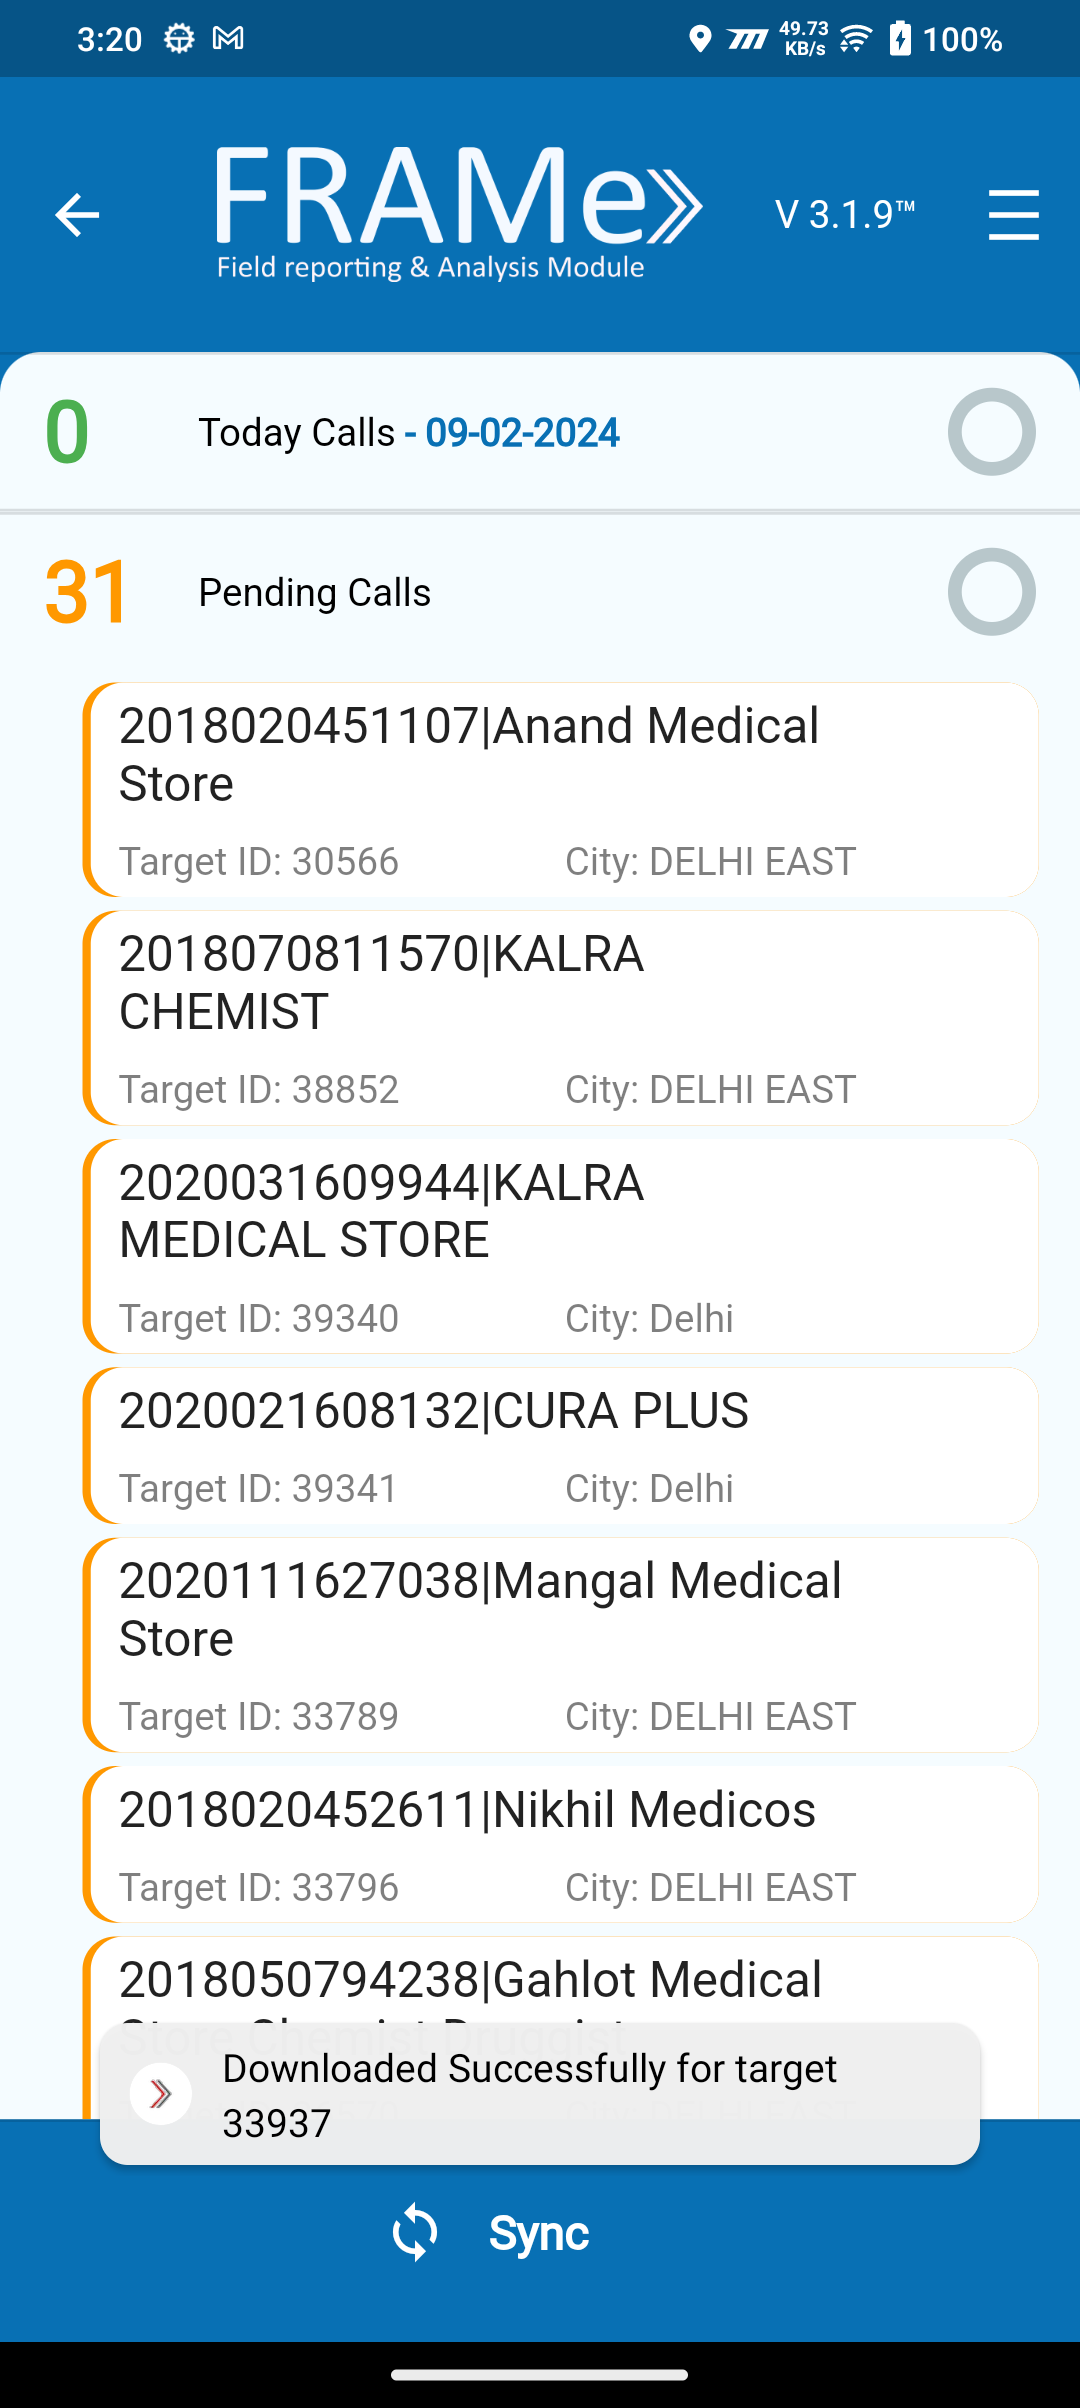 3:20
49.73
KB/s
100%
FRAMe
Field reporting & Analysis Module
V 3.1.9™
0
Today Calls - 09-02-2024
31
Pending Calls
2018020451107|Anand Medical
Store
Target ID: 30566
City: DELHI EAST
2018070811570|KALRA
CHEMIST
Target ID: 38852
City: DELHI EAST
2020031609944|KALRA
MEDICAL STORE
Target ID: 39340
City: Delhi
2020021608132|CURA PLUS
Target ID: 39341
City: Delhi
2020111627038|Mangal Medical
Store
Target ID: 33789
City: DELHI EAST
2018020452611|Nikhil Medicos
Target ID: 33796
City: DELHI EAST
2018050794238|Gahlot Medical
Store Chemist Druggist
Downloaded Successfully for target
33937
Sync